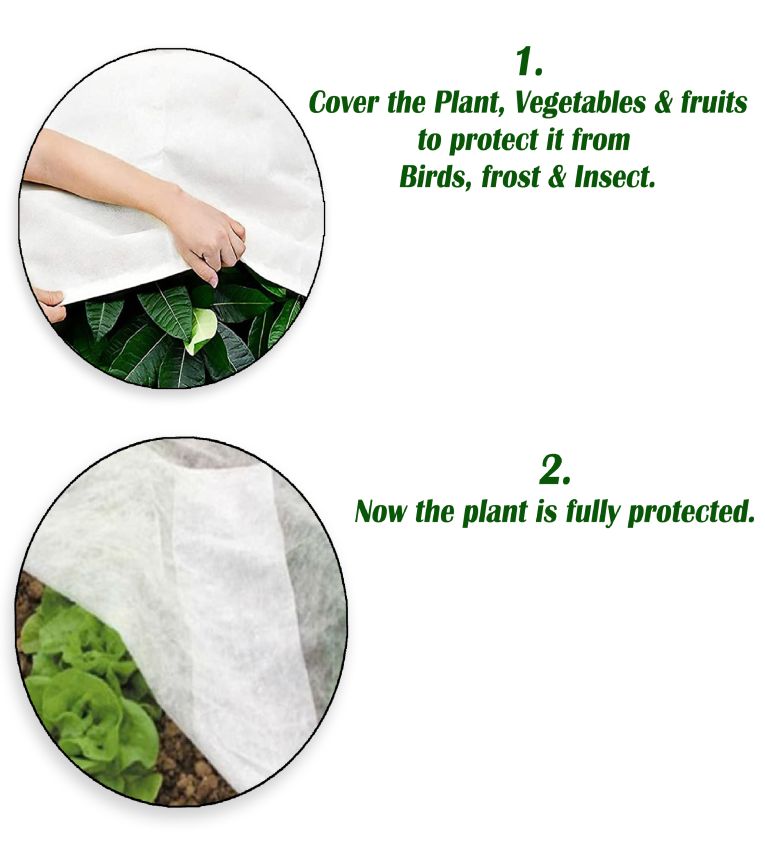 1.
Cover the Plant, Vegetables & fruits
to protect it from
Birds, frost & Insect.
2.
Now the plant is fully protected.